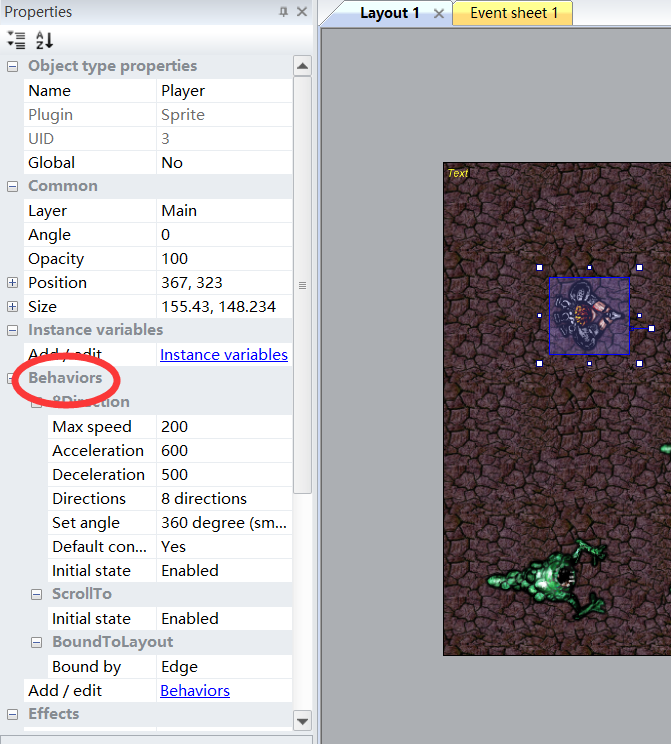 Properties
Layout 1
Event sheet 1
A
Z
Object type properties
Name Player
Plugin Sprite
UID 3
Global No
Common
Layer Main
Angle 0
Opacity 100
Position 367, 323
Size 155.43, 148.234
Instance variables
Add / edit Instance variables
Behaviors
8Direction
Max speed 200
Acceleration 600
Deceleration 500
Directions 8 directions
Set angle 360 degree (sm...
Default con... Yes
Initial state Enabled
ScrollTo
Initial state Enabled
BoundToLayout
Bound by Edge
Add / edit Behaviors
Effects
Text